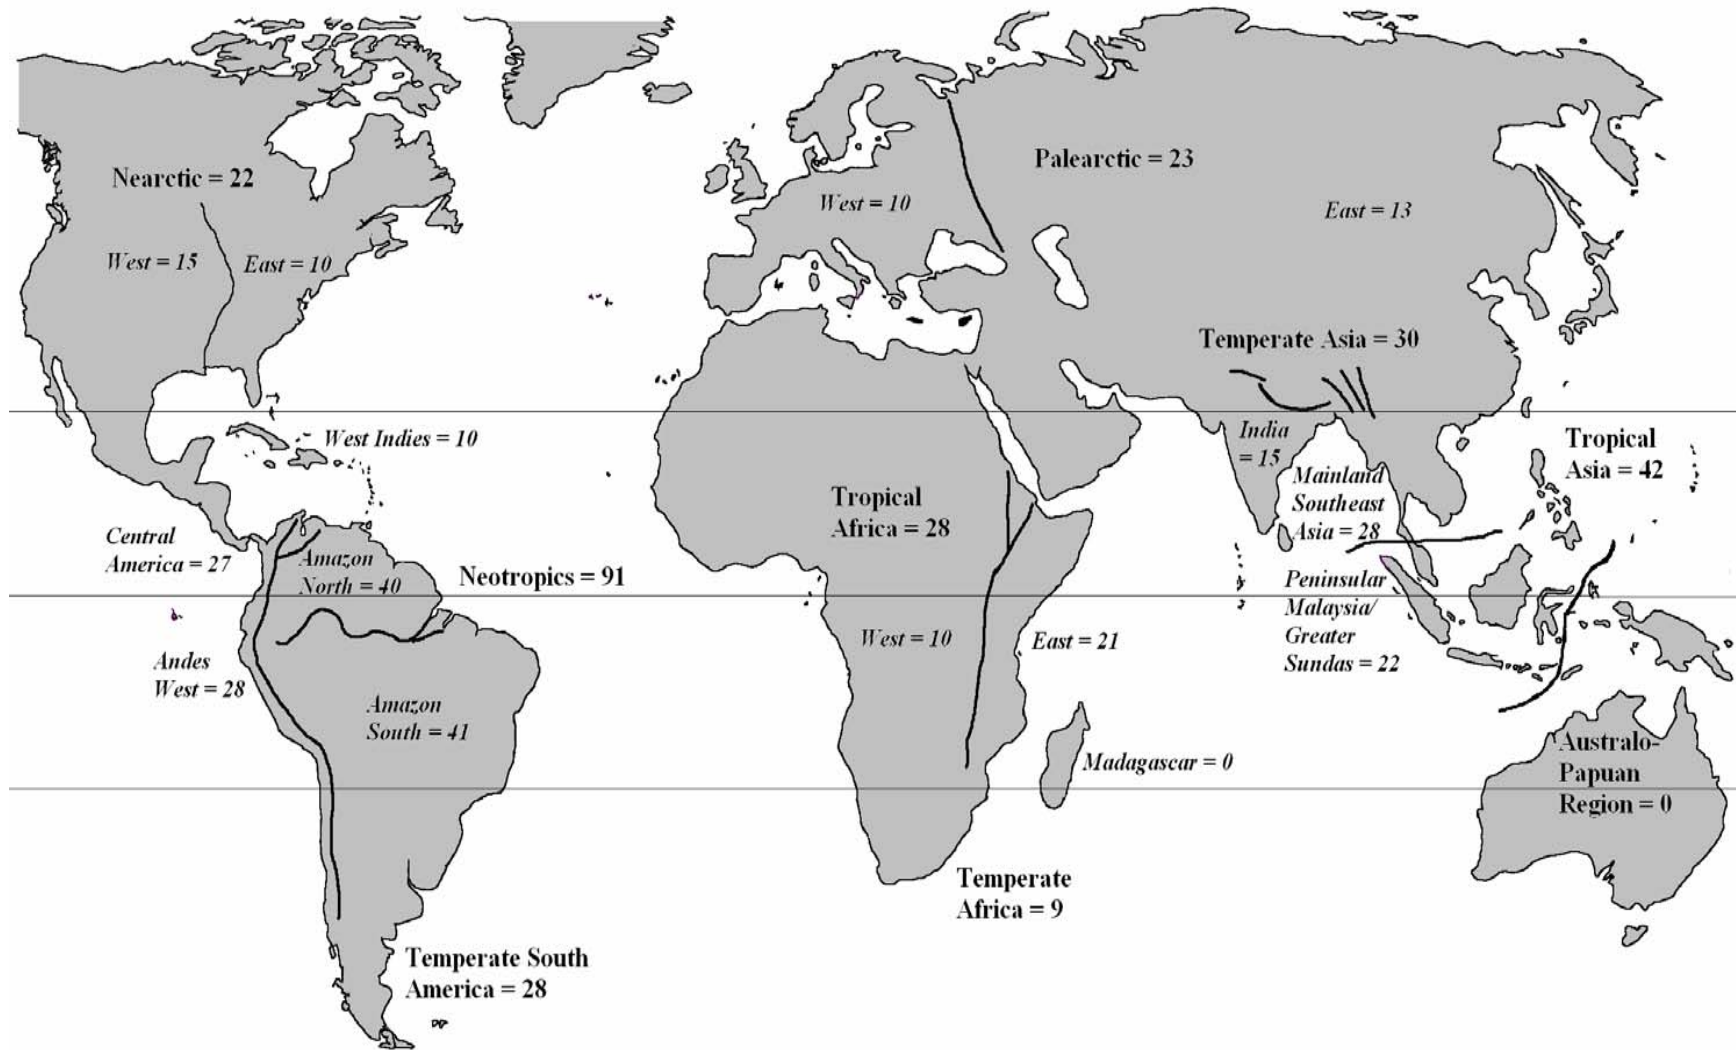 Nearctic = 22
West = 15
East = 10
West Indies = 10
Central
America = 27
Amazon
North = 40
Neotropics = 91
Andes
West = 28
Amazon
South = 41
Temperate South
America = 28
Palearctic = 23
West = 10
East = 13
Temperate Asia = 30
India
= 15
Mainland
Southeast
Asia = 28
Tropical
Asia = 42
Tropical
Africa = 28
West = 10
East = 21
Peninsular
Malaysia/
Greater
Sundas = 22
Madagascar = 0
Temperate
Africa = 9
Australo-
Papuan
Region = 0